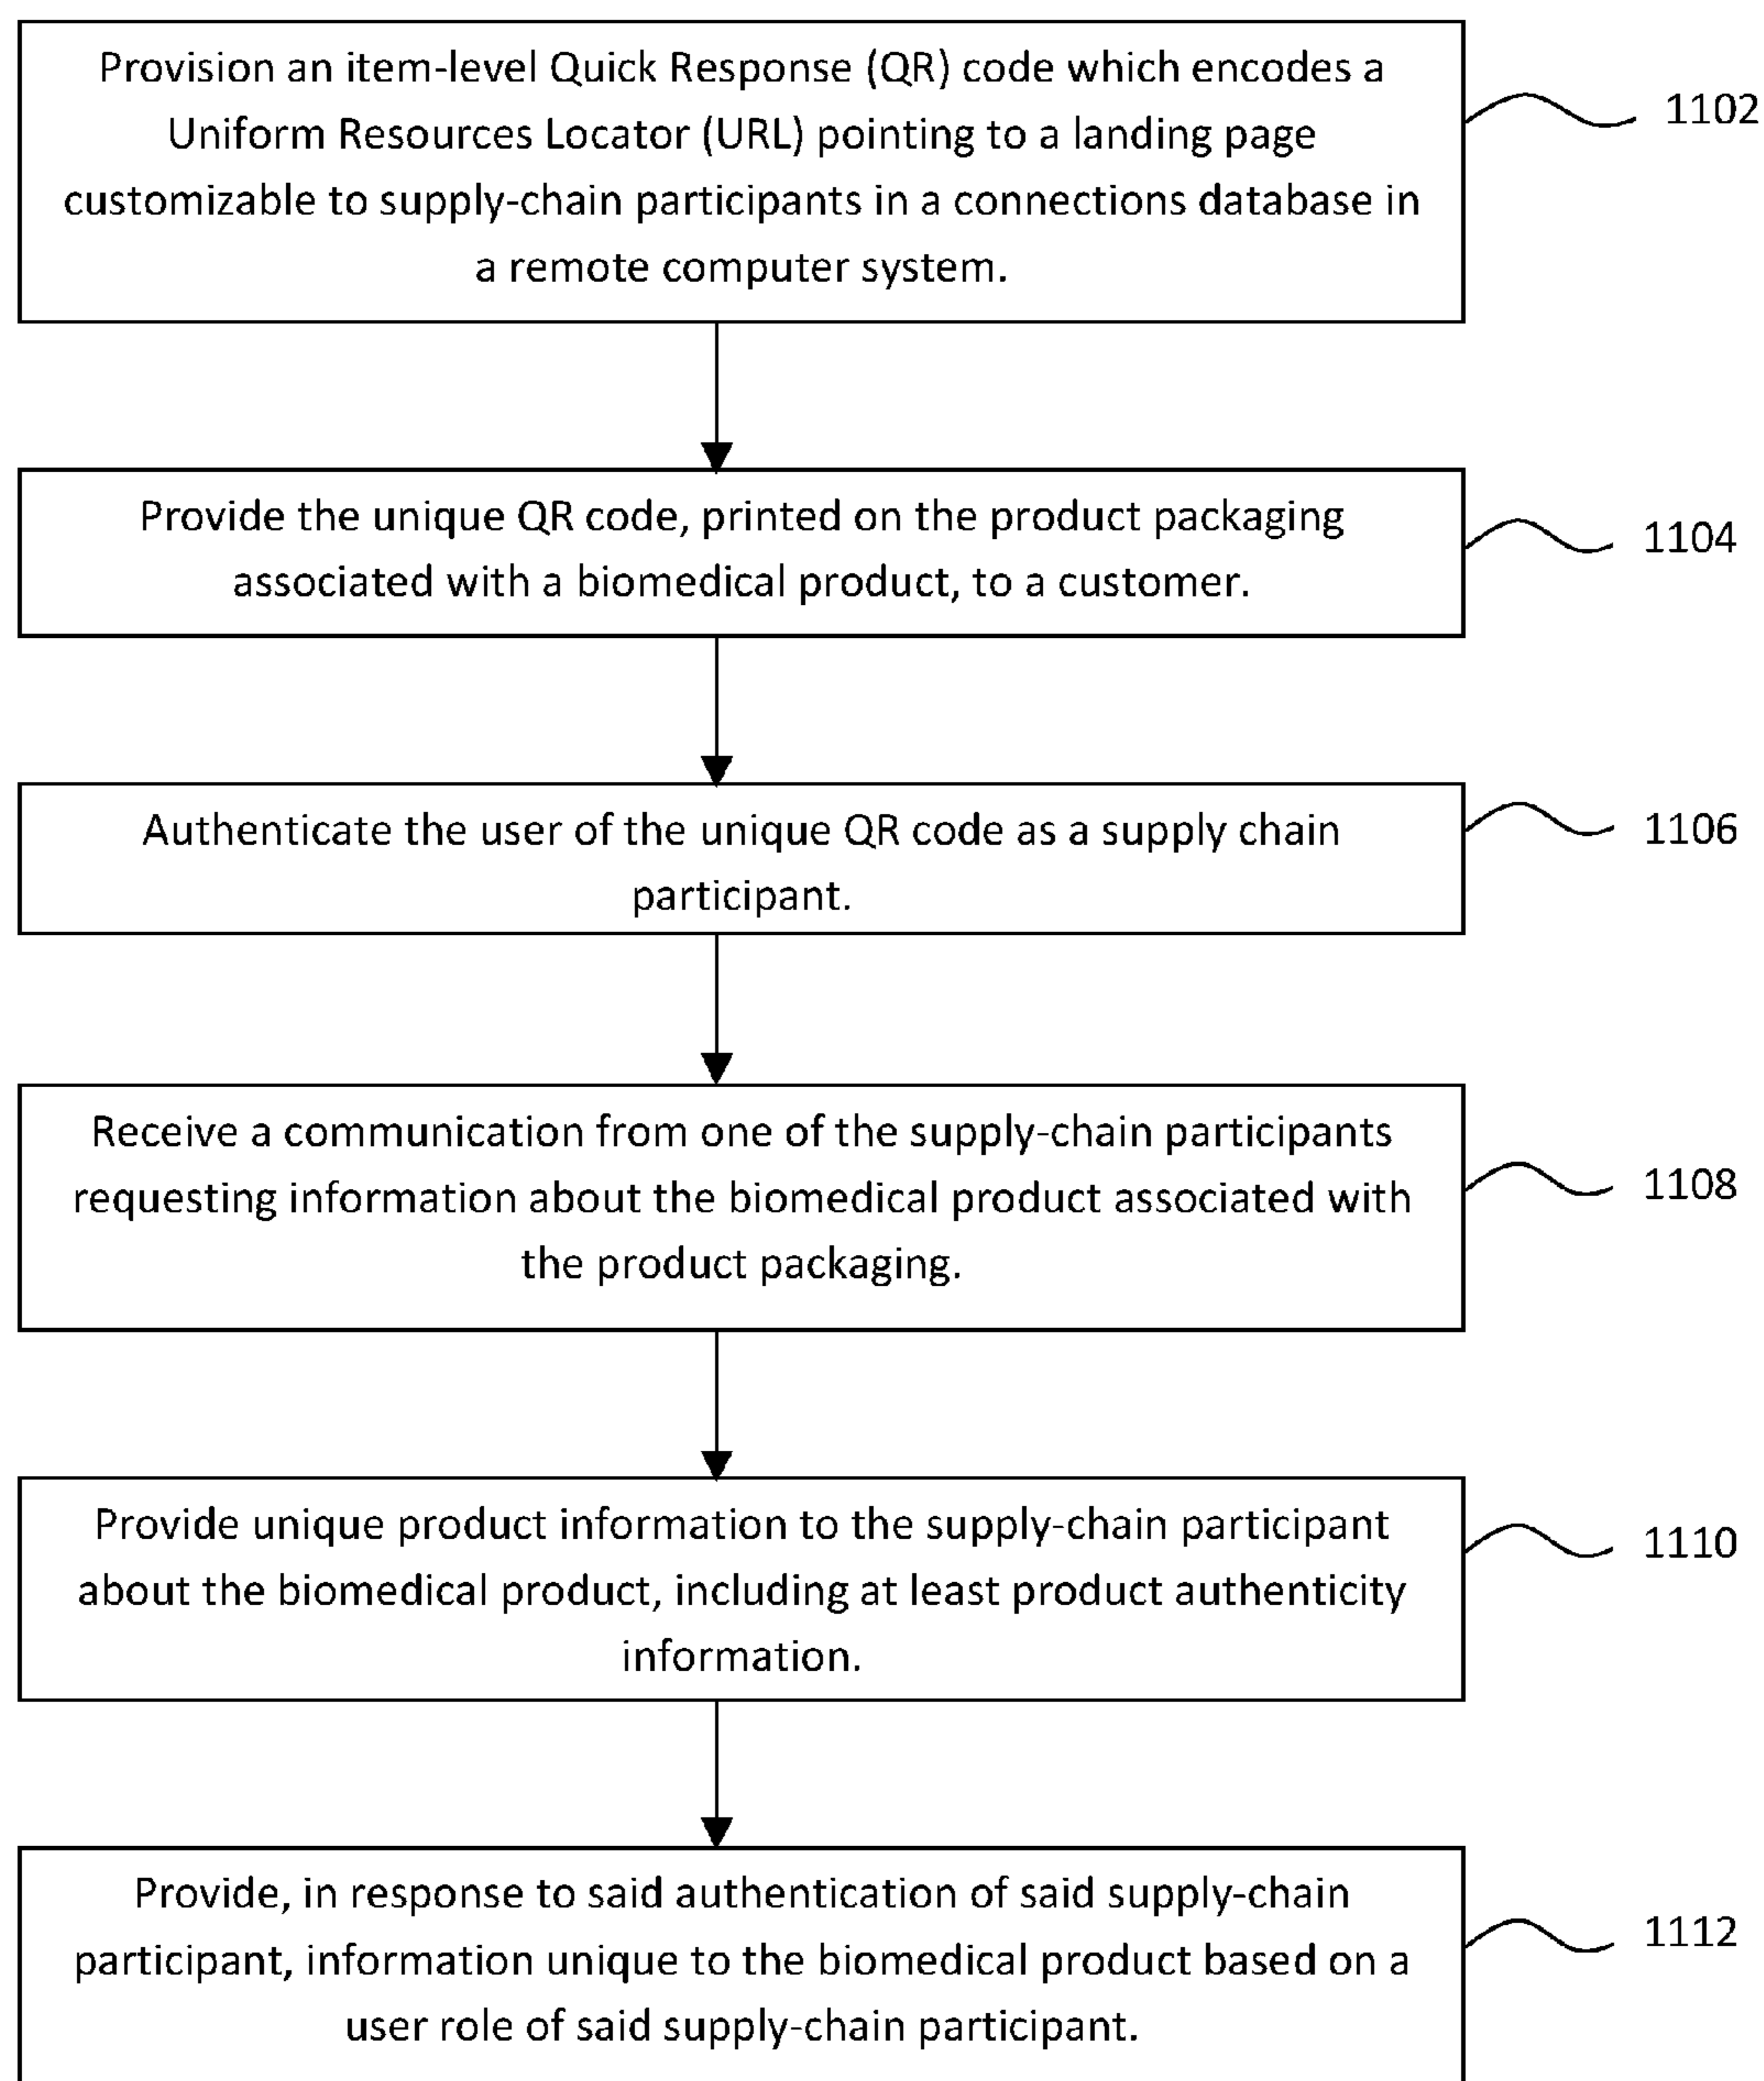 Provision an item-level Quick Response (QR) code which encodes a
Uniform Resources Locator (URL) pointing to a landing page
customizable to supply-chain participants in a connections database in
a remote computer system.
1102
Provide the unique QR code, printed on the product packaging
associated with a biomedical product, to a customer.
1104
Authenticate the user of the unique QR code as a supply chain
participant.
1106
Receive a communication from one of the supply-chain participants
requesting information about the biomedical product associated with
the product packaging.
1108
Provide unique product information to the supply-chain participant
about the biomedical product, including at least product authenticity
information.
1110
Provide, in response to said authentication of said supply-chain
participant, information unique to the biomedical product based on a
user role of said supply-chain participant.
1112